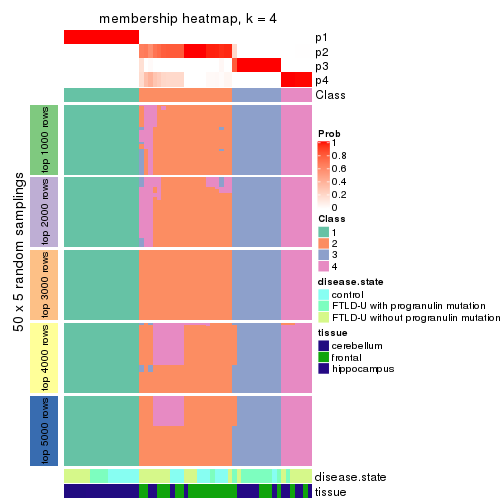 membership heatmap, k = 4
p1
p2
p3
p4
Class
50 x 5 random samplings
top 1000 rows
top 2000 rows
top 3000 rows
top 4000 rows
top 5000 rows
Prob
1
0.8
0.6
0.4
0.2
0
Class
1
2
3
4
disease.state
control
FTLD-U with progranulin mutation
FTLD-U without progranulin mutation
tissue
cerebellum
frontal
hippocampus
disease.state
tissue